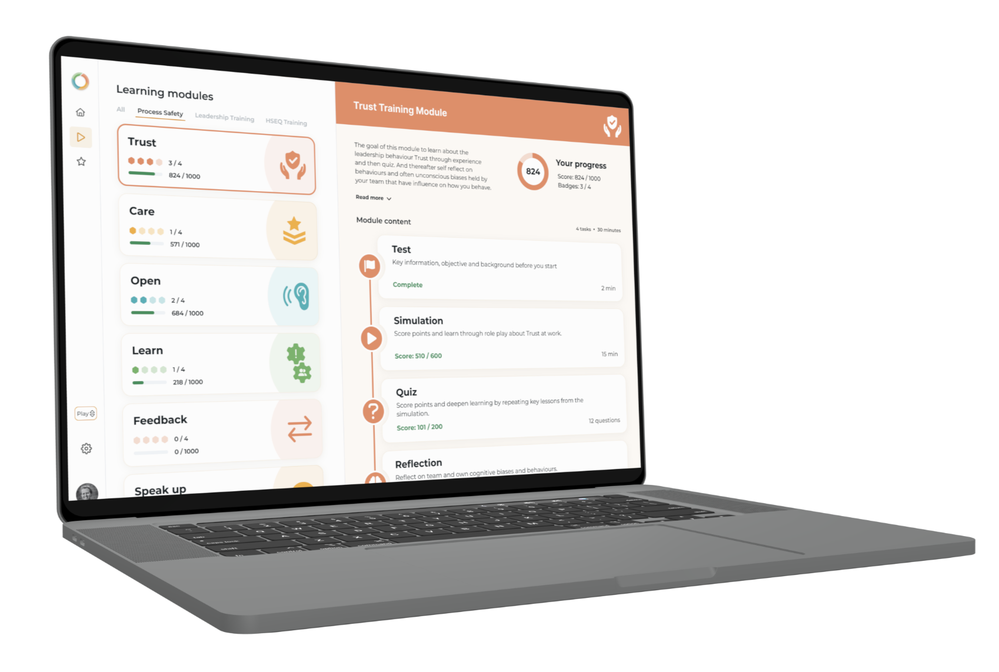 Learning modules
All
Process Safety
Leadership Training
HSEQ Training
Trust
3 / 4
824 / 1000
Care
1 / 4
571 / 1000
Open
2 / 4
684 / 1000
Learn
1 / 4
218 / 1000
Feedback
0 / 4
0 / 1000
Speak up
Play
Trust Training Module
The goal of this module to learn about the
leadership behaviour Trust through experience
and then quiz. And thereafter self reflect on
behaviours and often unconscious biases held by
your team that have influence on how you behave.
Read more
824
Your progress
Score: 824 / 1000
Badges: 3 / 4
Module content
4 tasks • 30 minutes
Test
Key information, objective and background before you start
Complete
2 min
Simulation
Score points and learn through role play about Trust at work.
Score: 510 / 600
15 min
Quiz
Score points and deepen learning by repeating key lessons from the
simulation.
Score: 101 / 200
12 questions
Reflection
Reflect on team and own cognitive biases and behaviours.